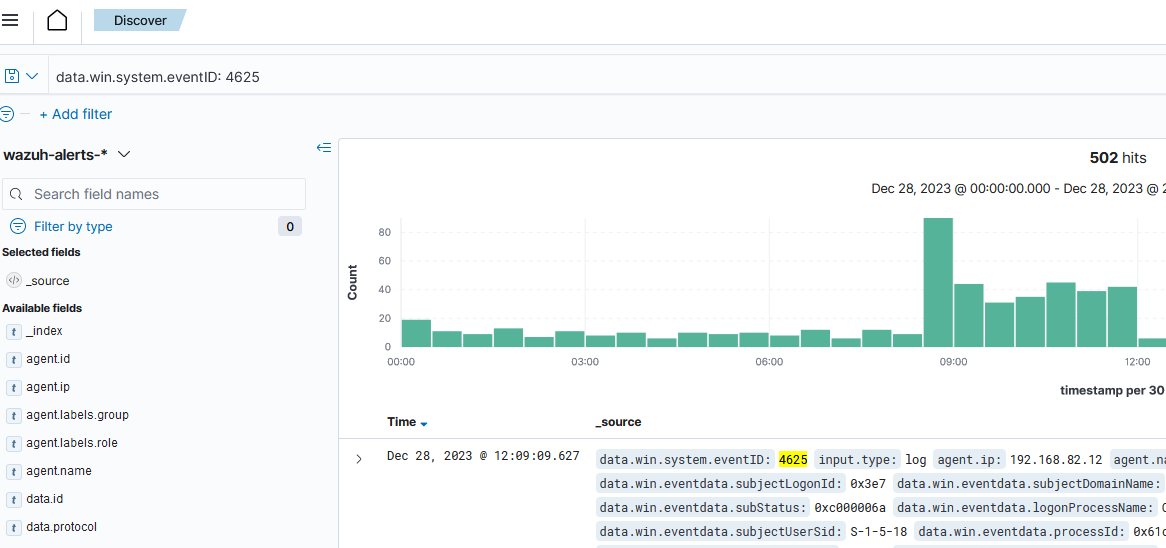 Discover
data.win.system.eventID: 4625
+ Add filter
wazuh-alerts-*
Search field names
Filter by type 0
Selected fields
_source
Available fields
t _index
t agent.id
t agent.ip
t agent.labels.group
t agent.labels.role
t agent.name
t data.id
t data.protocol
502 hits
Dec 28, 2023 @ 00:00:00.000 - Dec 28, 2023 @ 2
Count
80
60
40
20
0
00:00 03:00 06:00 09:00 12:00
timestamp per 30
Time _source
Dec 28, 2023 @ 12:09:09.627 data.win.system.eventID: 4625 input.type: log agent.ip: 192.168.82.12 agent.na
data.win.eventdata.subjectLogonId: 0x3e7 data.win.eventdata.subjectDomainName:
data.win.eventdata.subStatus: 0xc000006a data.win.eventdata.logonProcessName:
data.win.eventdata.subjectUserSid: S-1-5-18 data.win.eventdata.processId: 0x61c